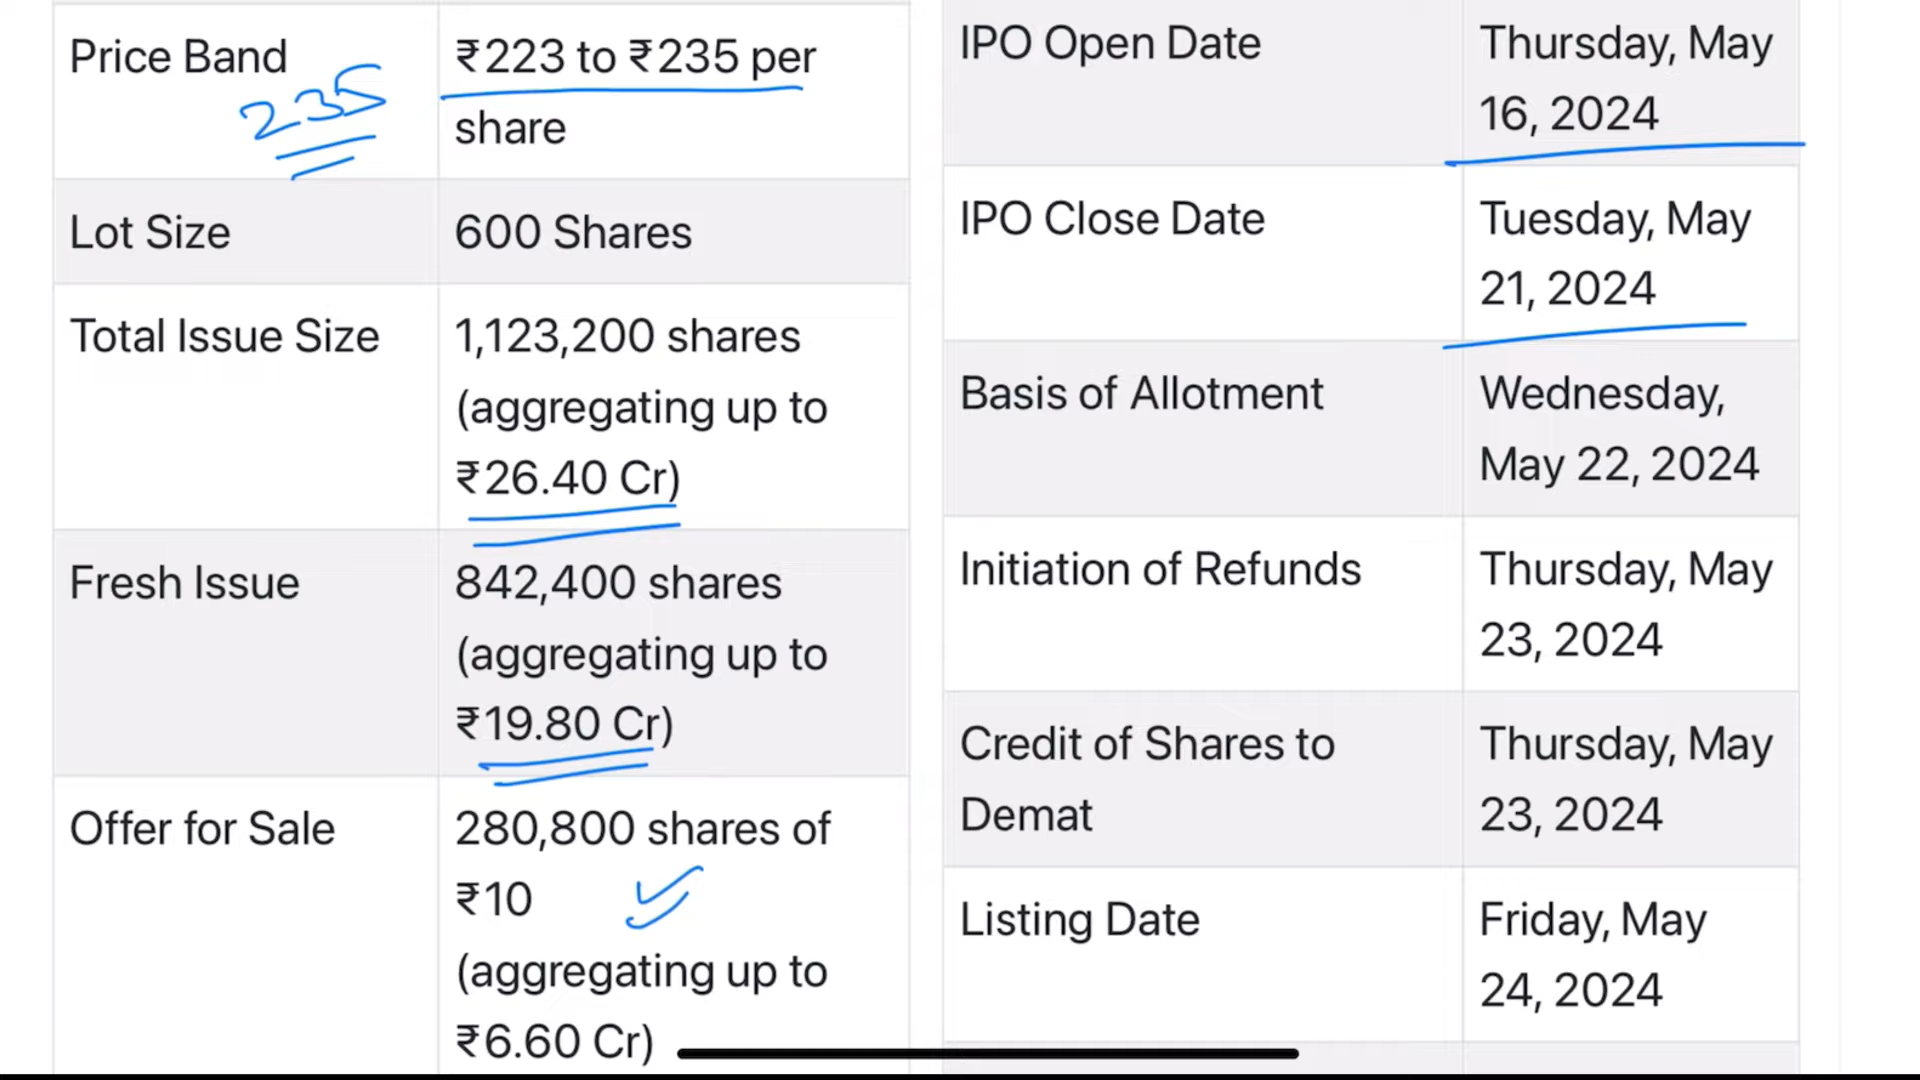 Price Band
235
₹223 to ₹235 per
share
Lot Size
600 Shares
Total Issue Size
1,123,200 shares
(aggregating up to
₹26.40 Cr)
Fresh Issue
842,400 shares
(aggregating up to
₹19.80 Cr)
Offer for Sale
280,800 shares of
₹10
(aggregating up to
₹6.60 Cr)
IPO Open Date
Thursday, May
16, 2024
IPO Close Date
Tuesday, May
21, 2024
Basis of Allotment
Wednesday,
May 22, 2024
Initiation of Refunds
Thursday, May
23, 2024
Credit of Shares to
Demat
Thursday, May
23, 2024
Listing Date
Friday, May
24, 2024